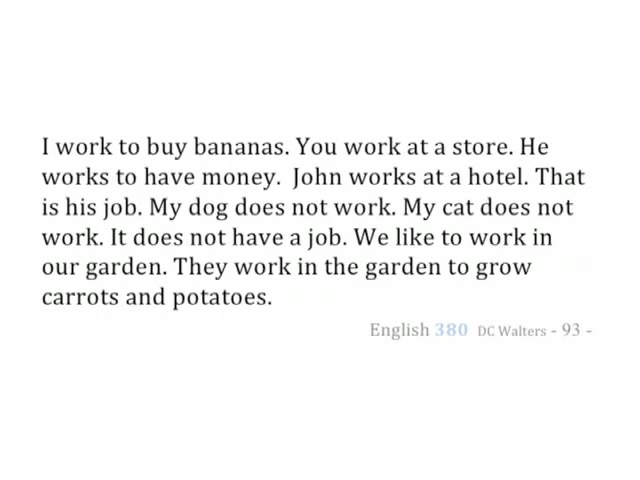 I work to buy bananas. You work at a store. He
works to have money.  John works at a hotel. That
is his job. My dog does not work. My cat does not
work. It does not have a job. We like to work in
our garden. They work in the garden to grow
carrots and potatoes.
English 380 DC Walters - 93 -